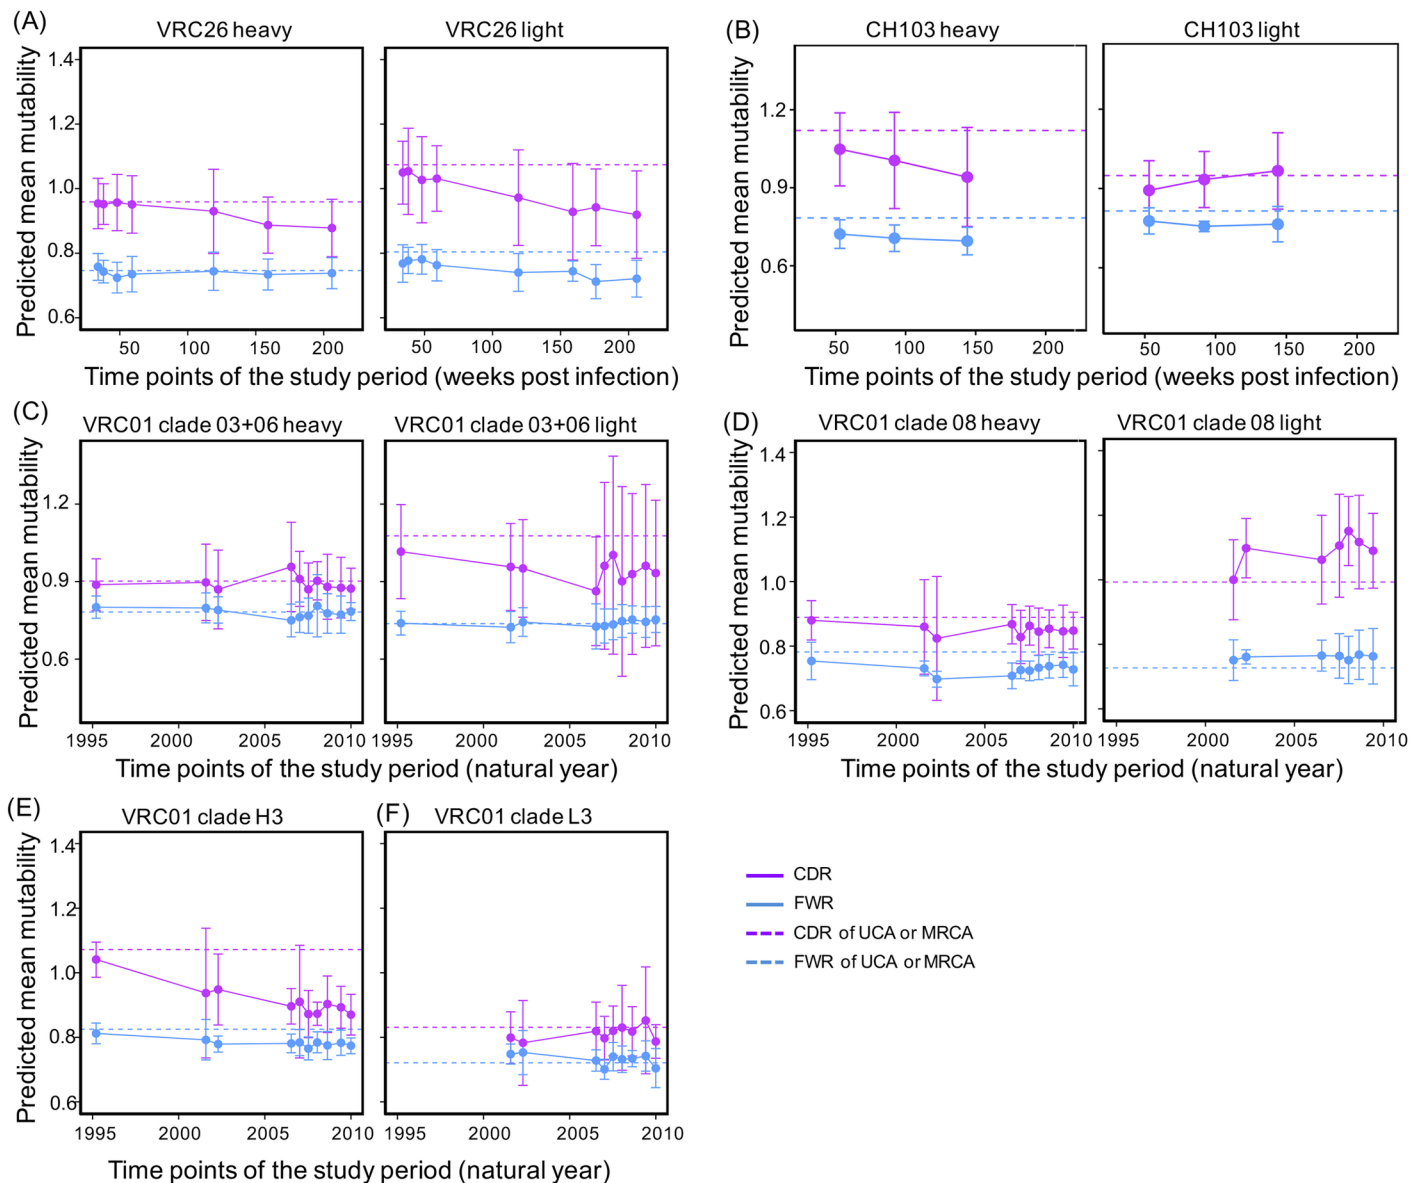 (A)
VRC26 heavy
VRC26 light
Predicted mean mutability
1.4
1.2
1.0
0.8
0.6
50 100 150 200
50 100 150 200
Time points of the study period (weeks post infection)
(B)
CH103 heavy
CH103 light
Predicted mean mutability
1.2
0.9
0.6
50 100 150 200
50 100 150 200
Time points of the study period (weeks post infection)
(C)
VRC01 clade 03+06 heavy
VRC01 clade 03+06 light
Predicted mean mutability
1.2
0.9
0.6
1995 2000 2005 2010
1995 2000 2005 2010
Time points of the study period (natural year)
(D)
VRC01 clade 08 heavy
VRC01 clade 08 light
Predicted mean mutability
1.4
1.2
1.0
0.8
0.6
1995 2000 2005 2010
1995 2000 2005 2010
Time points of the study period (natural year)
(E)
VRC01 clade H3
(F)
VRC01 clade L3
Predicted mean mutability
1.4
1.2
1.0
0.8
0.6
1995 2000 2005 2010
1995 2000 2005 2010
Time points of the study period (natural year)
CDR
FWR
CDR of UCA or MRCA
FWR of UCA or MRCA